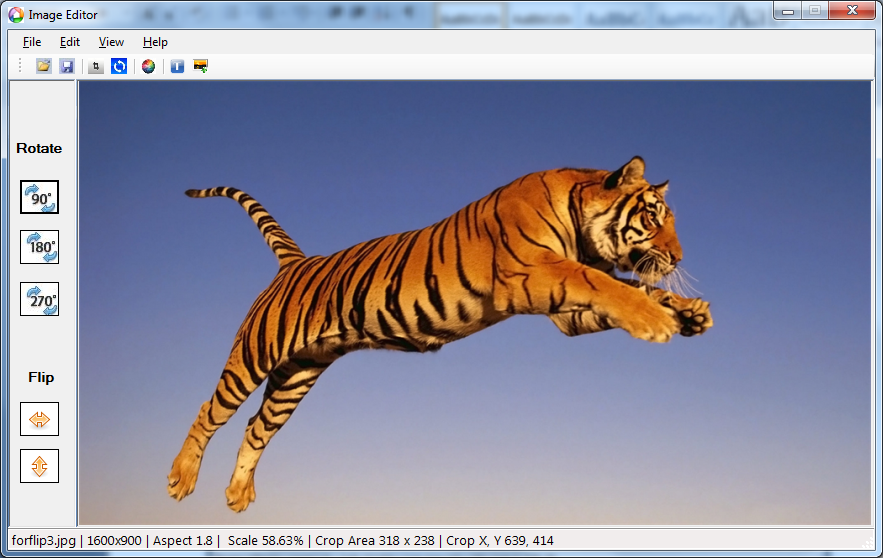 Image Editor
File Edit View Help
Rotate
90°
180°
270°
Flip
forflip3.jpg | 1600x900 | Aspect 1.8 | Scale 58.63% | Crop Area 318 x 238 | Crop X, Y 639, 414